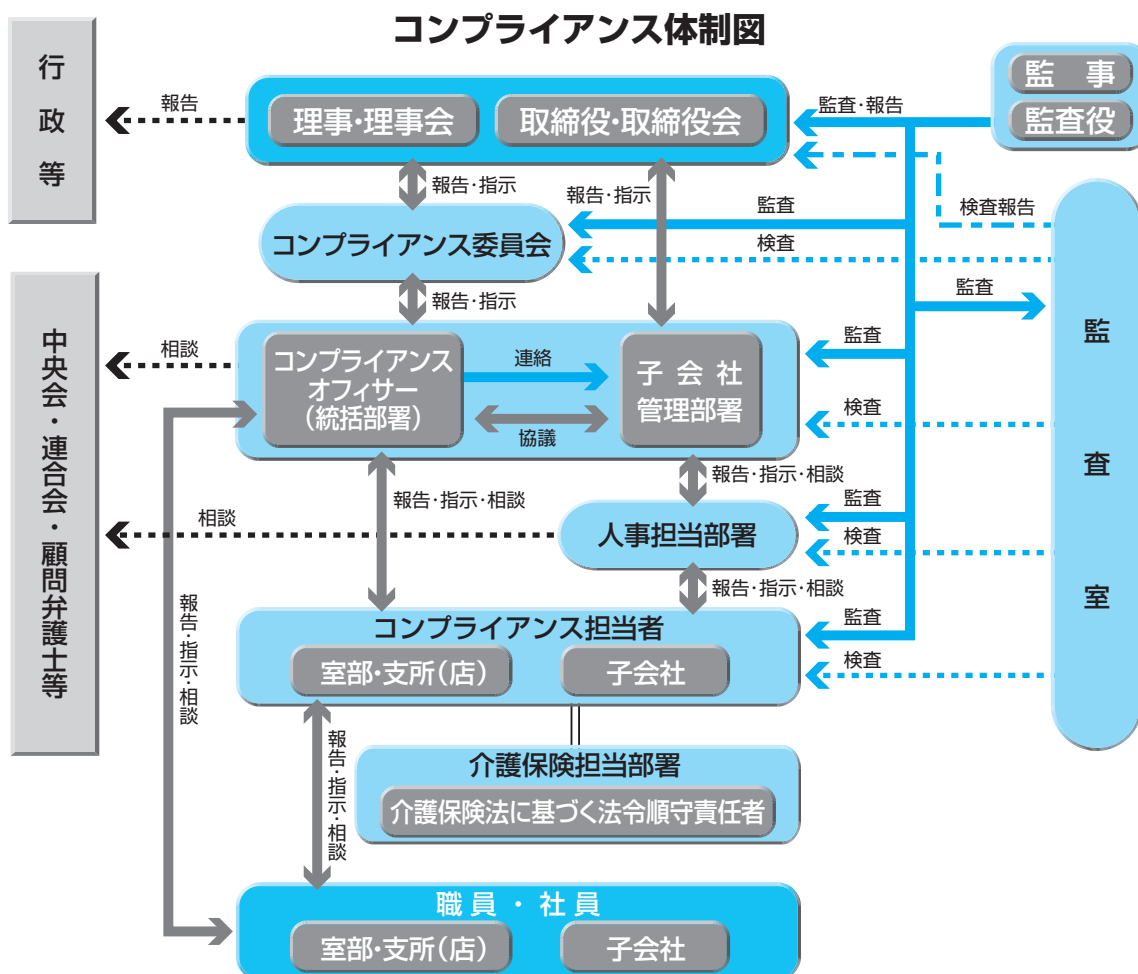 コンプライアンス体制図
行政等
報告
理事・理事会
取締役・取締役会
監査・報告
監 事
監査役
報告・指示
報告・指示
コンプライアンス委員会
監査
検査
検査報告
監査
報告・指示
中央会・連合会・顧問弁護士等
相談
コンプライアンス
オフィサー
(統括部署)
連絡
協議
子 会 社
管理部署
監査
検査
監査室
報告・指示・相談
報告・指示・相談
相談
人事担当部署
監査
検査
報告・指示・相談
報告・指示・相談
コンプライアンス担当者
室部・支所(店)
子会社
監査
検査
報告・指示・相談
介護保険担当部署
介護保険法に基づく法令順守責任者
職 員 ・ 社 員
室部・支所(店)
子会社